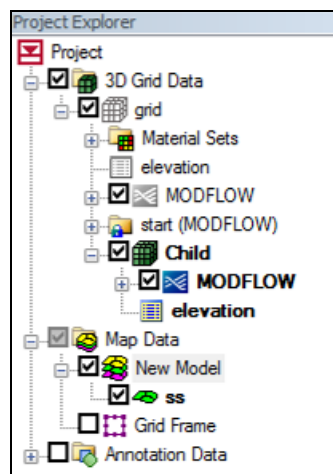 Project Explorer
Project
3D Grid Data
grid
Material Sets
elevation
MODFLOW
start (MODFLOW)
Child
MODFLOW
elevation
Map Data
New Model
ss
Grid Frame
Annotation Data